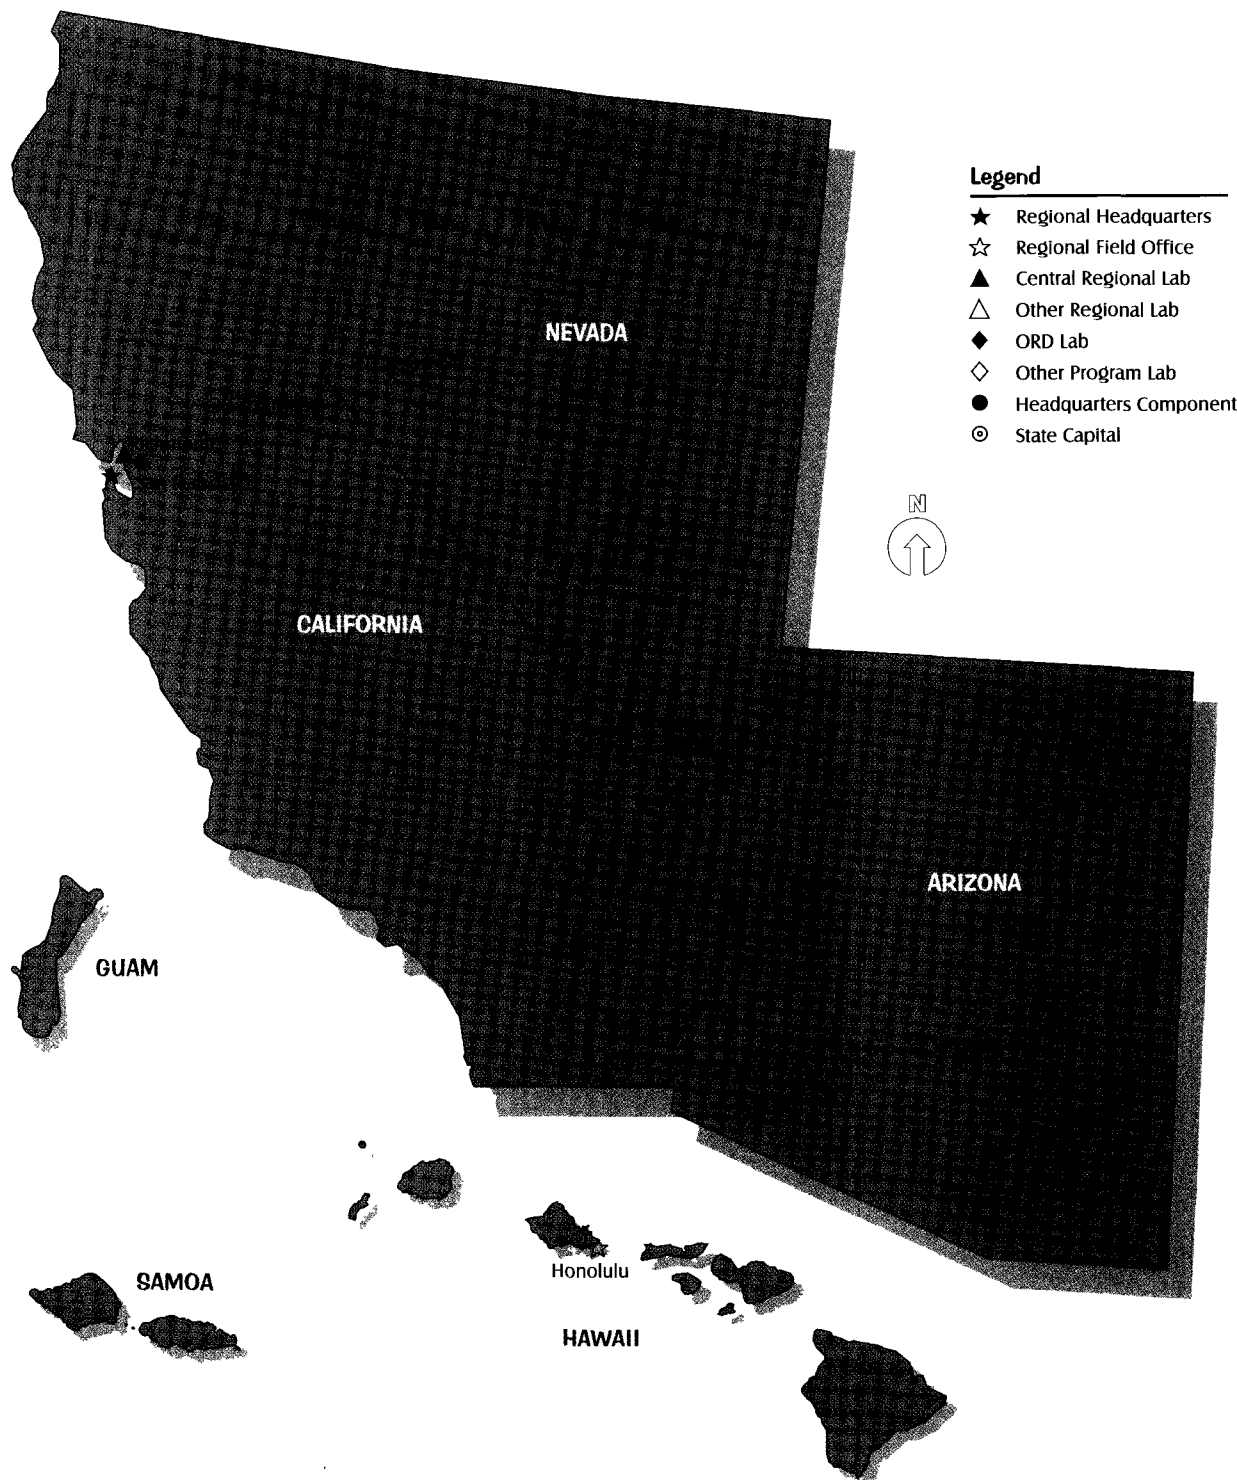 Legend
Regional Headquarters
Regional Field Office
Central Regional Lab
Other Regional Lab
ORD Lab
Other Program Lab
Headquarters Component
State Capital
N
NEVADA
CALIFORNIA
ARIZONA
GUAM
SAMOA
Honolulu
HAWAII